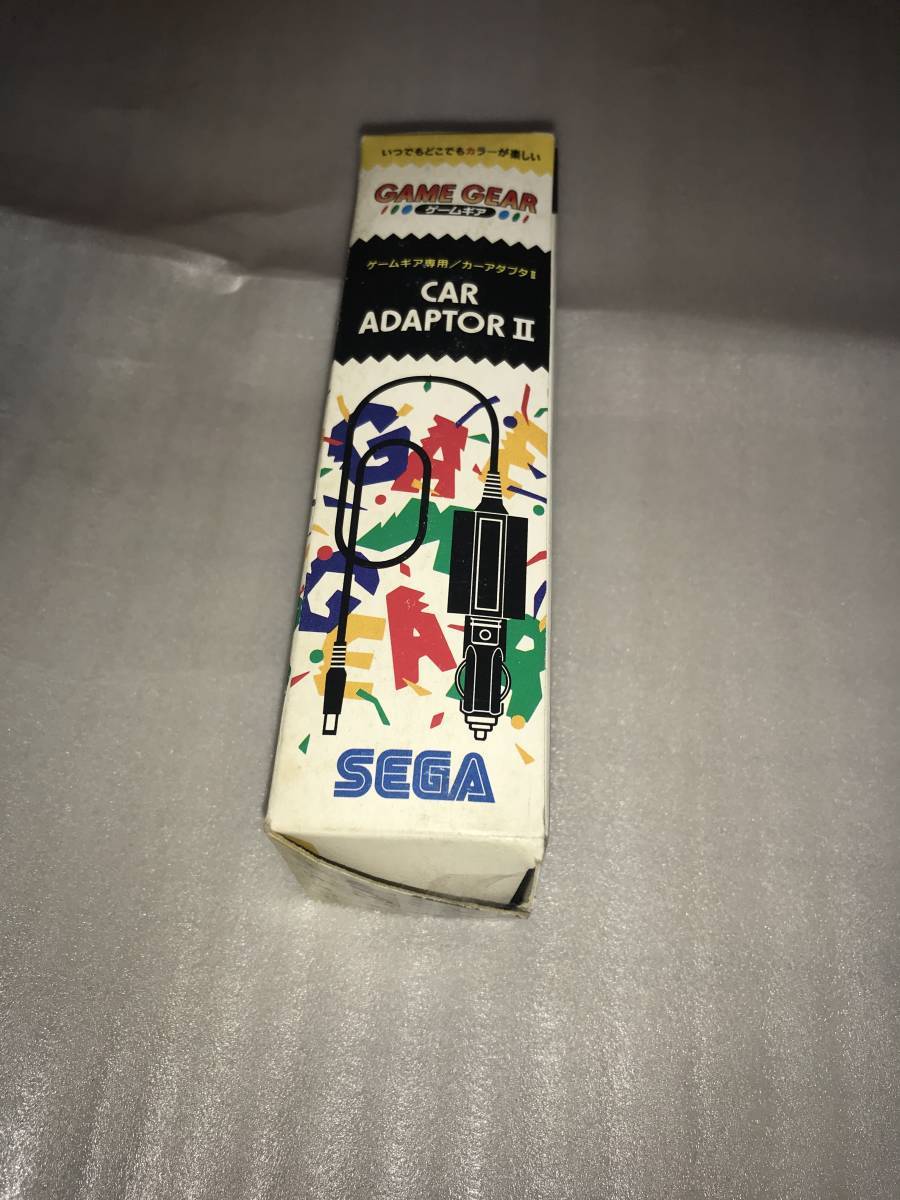 いつでもどこでもカラーが楽しい
GAME GEAR
ゲームギア
ゲームギア専用/カーアダプタⅡ
CAR
ADAPTOR Ⅱ
GAME
GEAR
SEGA